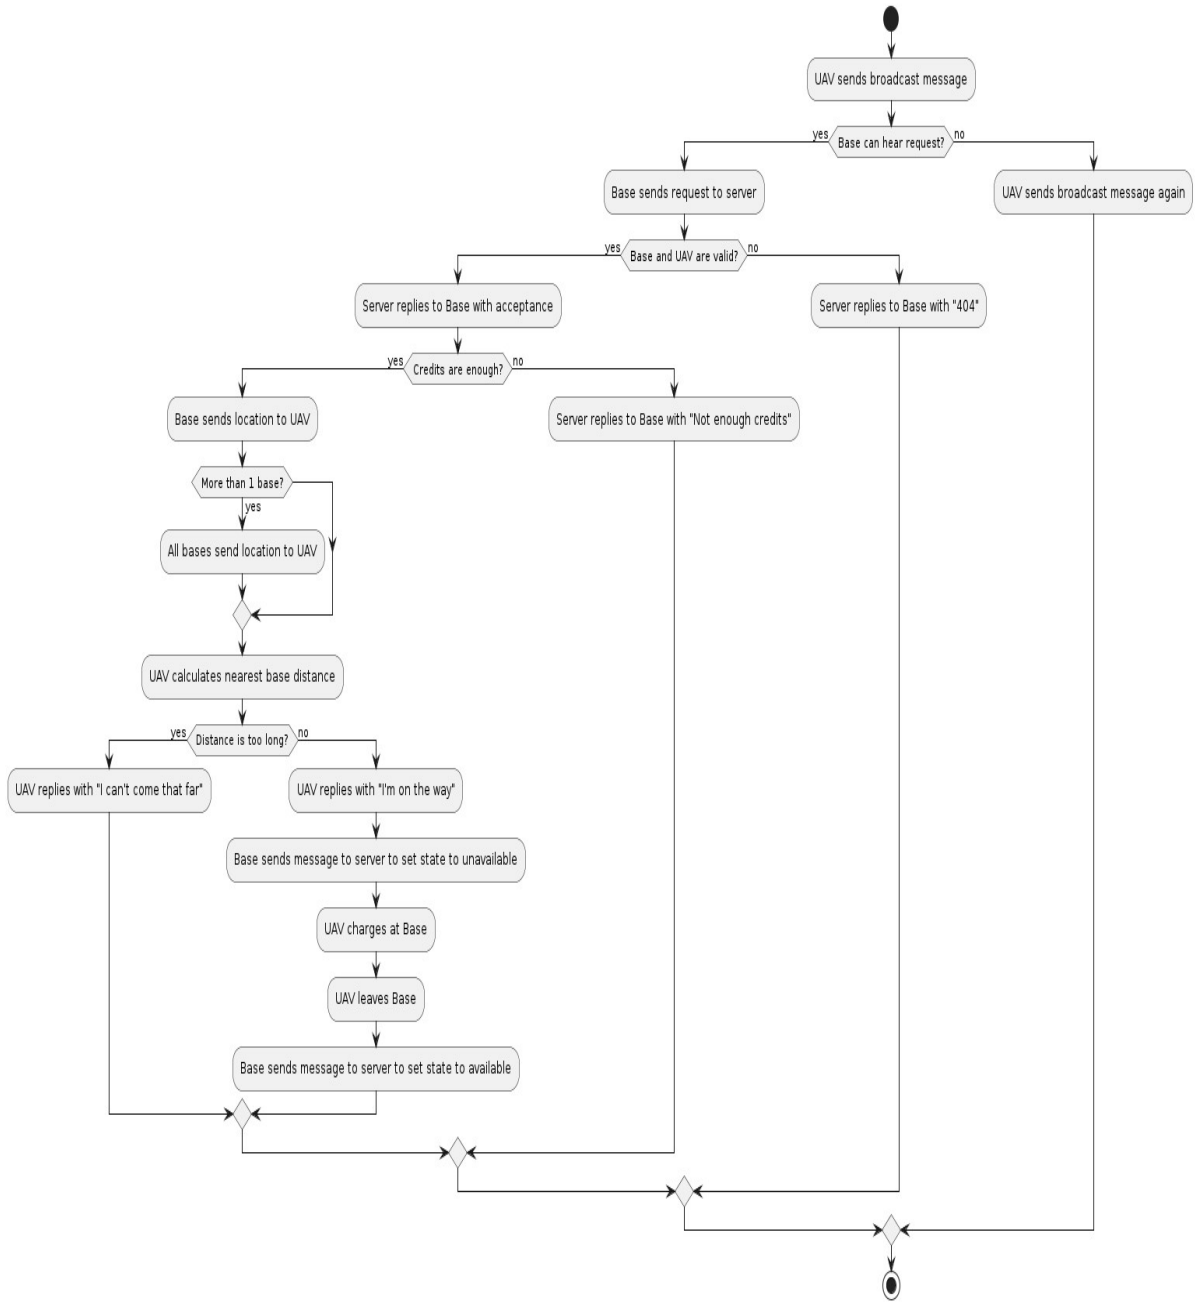 UAV sends broadcast message
yes
Base can hear request?
no
Base sends request to server
UAV sends broadcast message again
yes
Base and UAV are valid?
no
Server replies to Base with acceptance
Server replies to Base with "404"
yes
Credits are enough?
no
Base sends location to UAV
Server replies to Base with "Not enough credits"
More than 1 base?
yes
All bases send location to UAV
UAV calculates nearest base distance
yes
Distance is too long?
no
UAV replies with "I can't come that far"
UAV replies with "I'm on the way"
Base sends message to server to set state to unavailable
UAV charges at Base
UAV leaves Base
Base sends message to server to set state to available